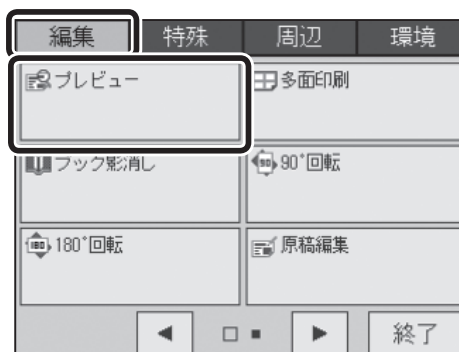 編集 特殊 周辺 環境
プレビュー 多面印刷
ブック影消し 90°回転
180°回転 原稿編集
終了